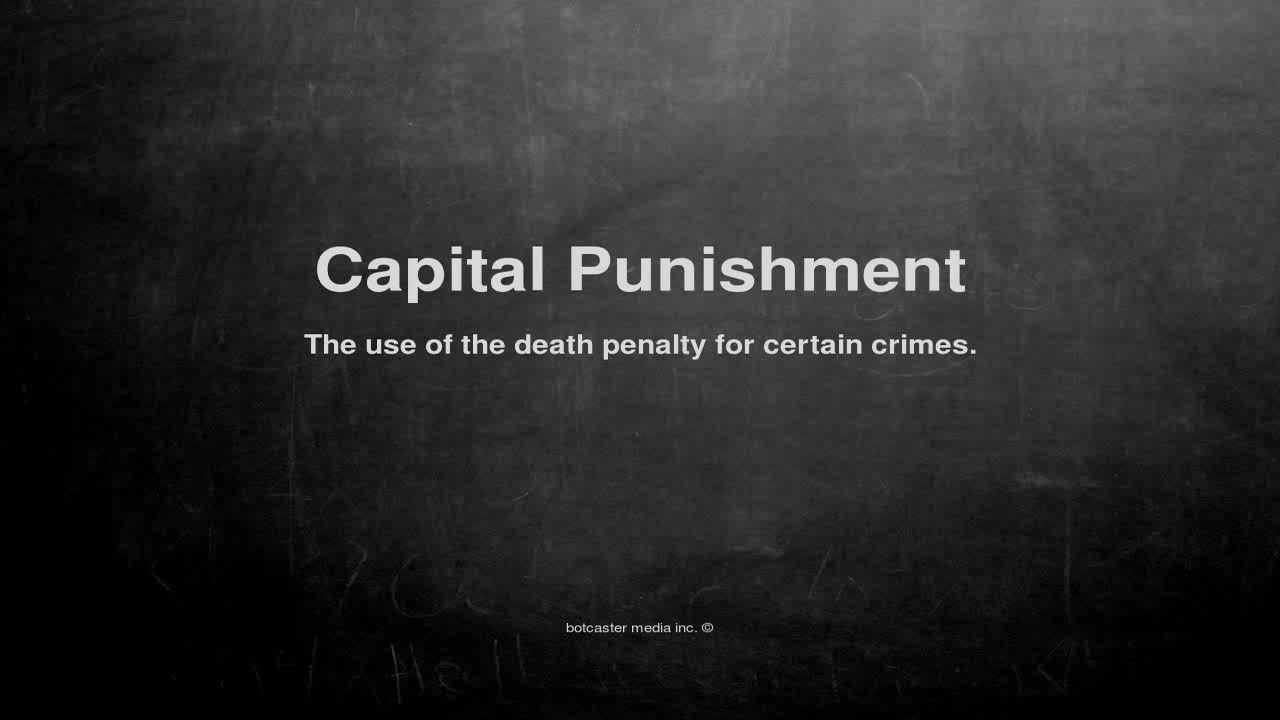 Capital Punishment
The use of the death penalty for certain crimes.
botcaster media inc. ©